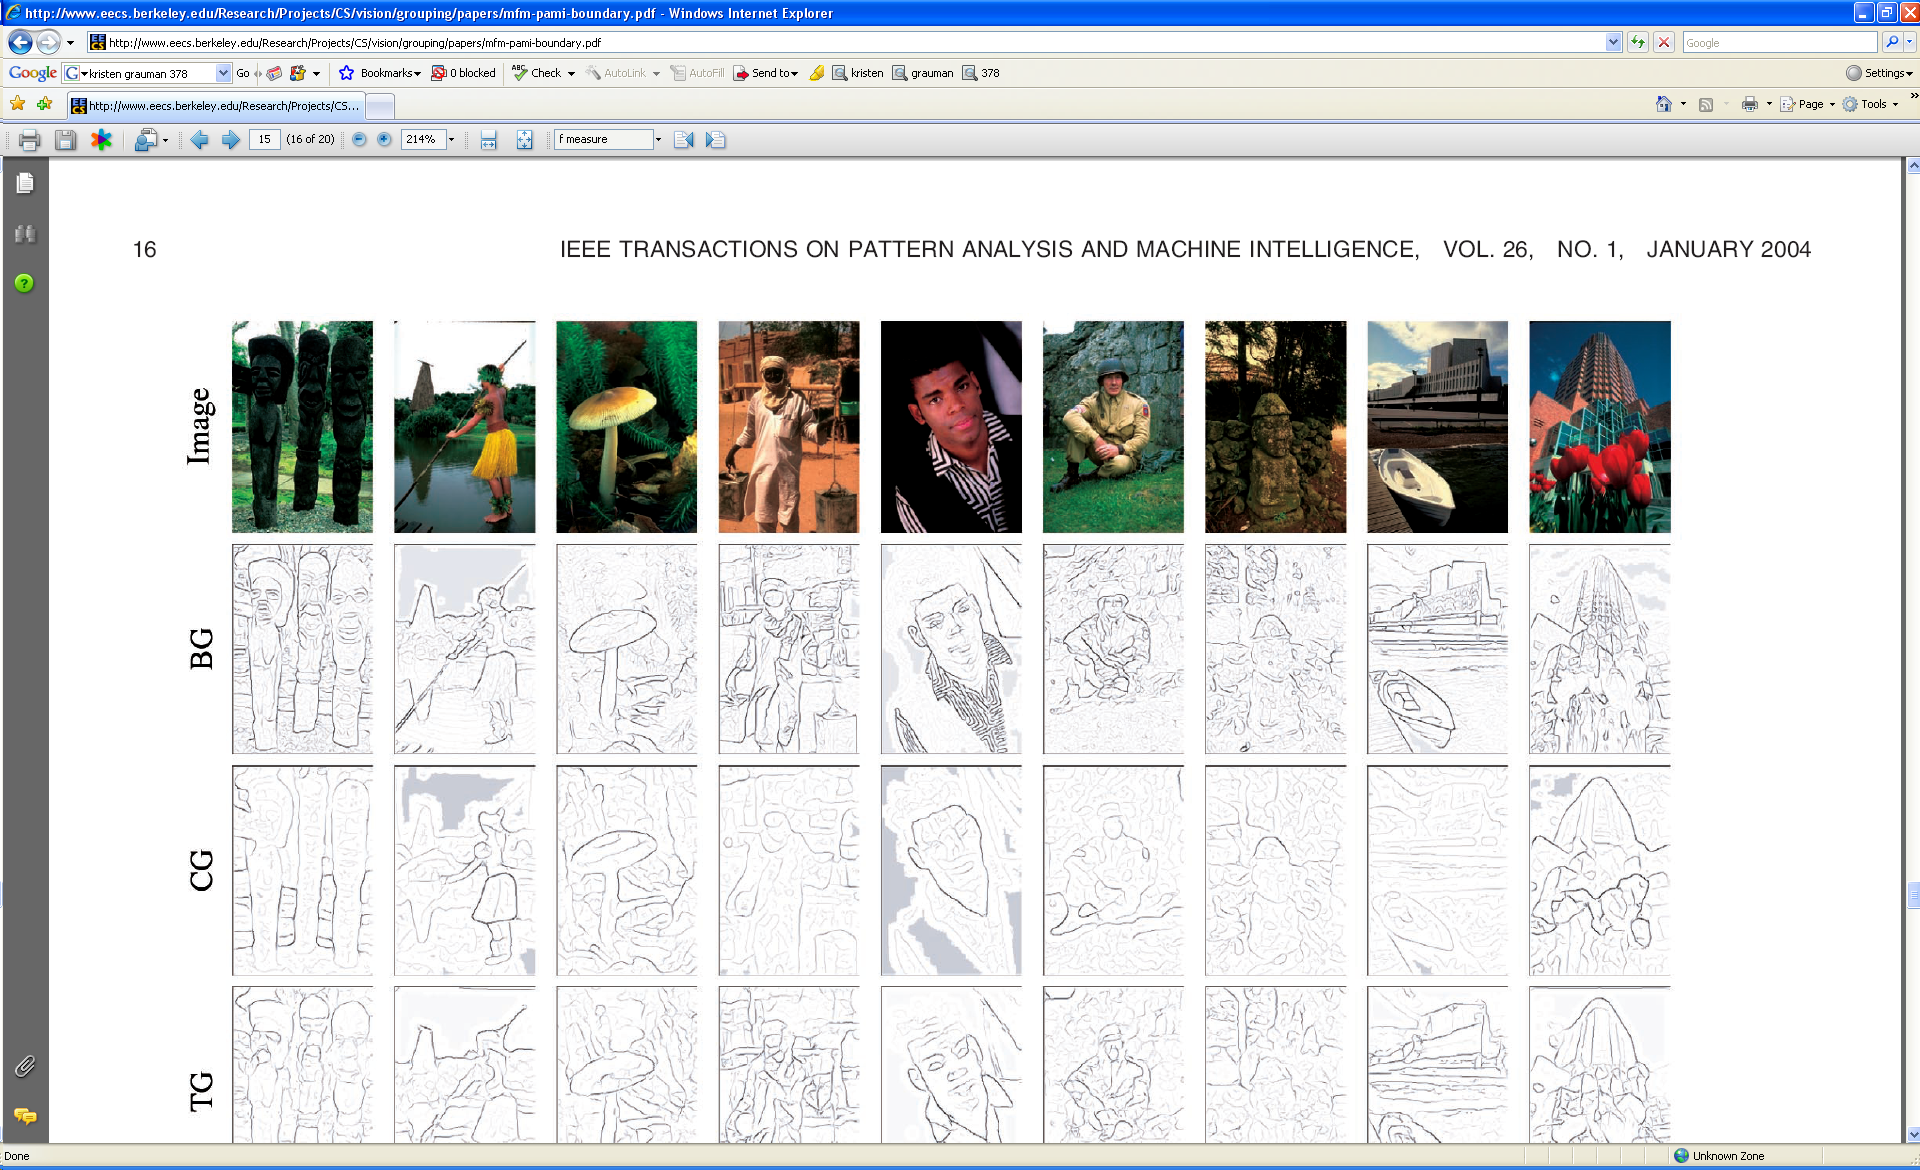 http://www.eecs.berkeley.edu/Research/Projects/CS/vision/grouping/papers/mfm-pami-boundary.pdf - Windows Internet Explorer
http://www.eecs.berkeley.edu/Research/Projects/CS/vision/grouping/papers/mfm-pami-boundary.pdf
Google
Google G kristen grauman 378 Go Bookmarks 0 blocked ABC Check AutoLink AutoFill Send to kristen grauman 378 Settings
EE CS http://www.eecs.berkeley.edu/Research/Projects/CS... Page Tools »
15 (16 of 20) 214% f measure
16 IEEE TRANSACTIONS ON PATTERN ANALYSIS AND MACHINE INTELLIGENCE, VOL. 26, NO. 1, JANUARY 2004
Image
BG
CG
TG
Done Unknown Zone